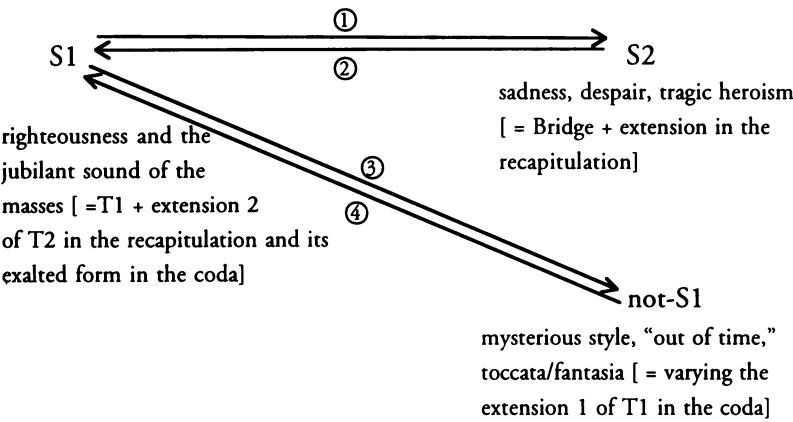 ①
S1
S2
②
sadness, despair, tragic heroism
[ = Bridge + extension in the
recapitulation]
righteousness and the
jubilant sound of the
masses [ =T1 + extension 2
of T2 in the recapitulation and its
exalted form in the coda]
③
④
not-S1
mysterious style, “out of time,”
toccata/fantasia [ = varying the
extension 1 of T1 in the coda]